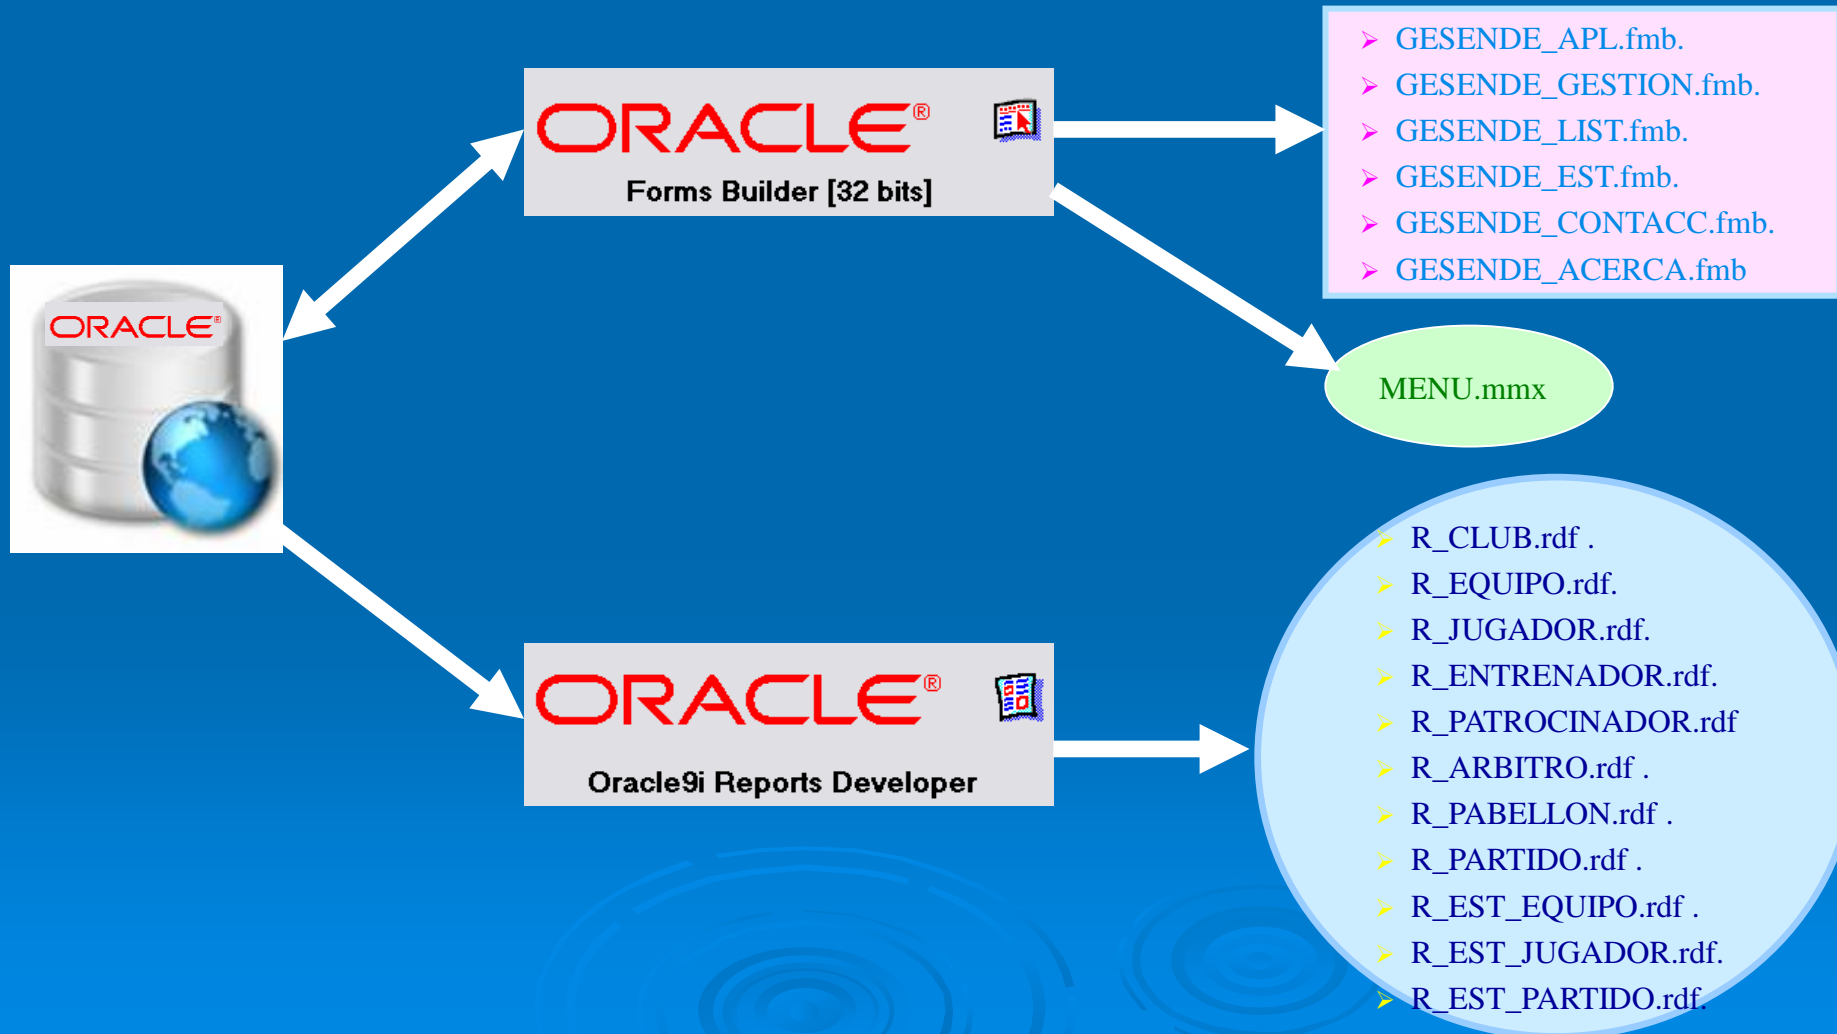 ORACLE®
ORACLE®
Forms Builder [32 bits]
GESENDE_APL.fmb.
GESENDE_GESTION.fmb.
GESENDE_LIST.fmb.
GESENDE_EST.fmb.
GESENDE_CONTACC.fmb.
GESENDE_ACERCA.fmb
MENU.mmx
ORACLE®
Oracle9i Reports Developer
R_CLUB.rdf .
R_EQUIPO.rdf.
R_JUGADOR.rdf.
R_ENTRENADOR.rdf.
R_PATROCINADOR.rdf
R_ARBITRO.rdf .
R_PABELLON.rdf .
R_PARTIDO.rdf .
R_EST_EQUIPO.rdf .
R_EST_JUGADOR.rdf.
R_EST_PARTIDO.rdf.